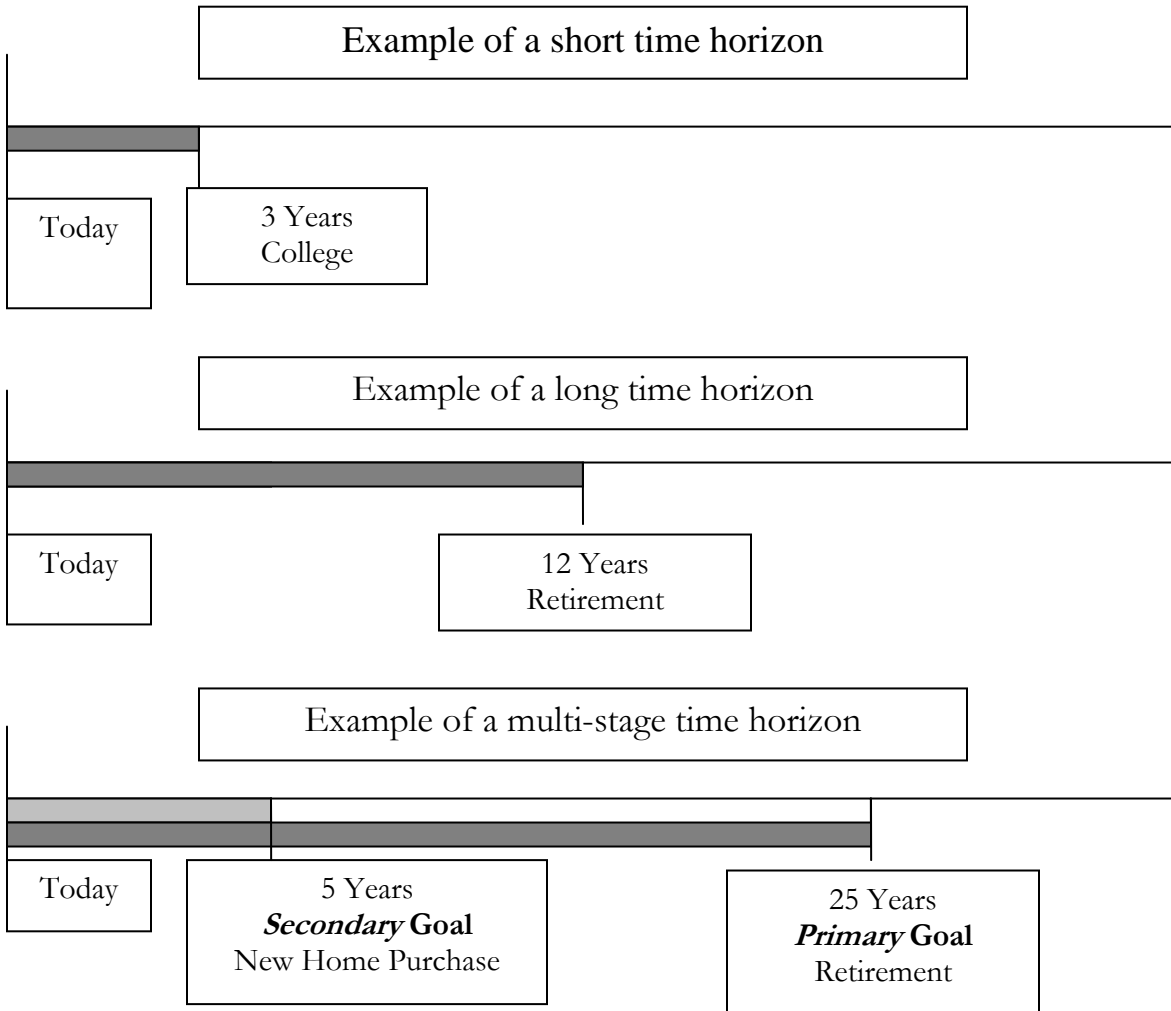 Example of a short time horizon
Today
3 Years
College
Example of a long time horizon
Today
12 Years
Retirement
Example of a multi-stage time horizon
Today
5 Years
Secondary Goal
New Home Purchase
25 Years
Primary Goal
Retirement